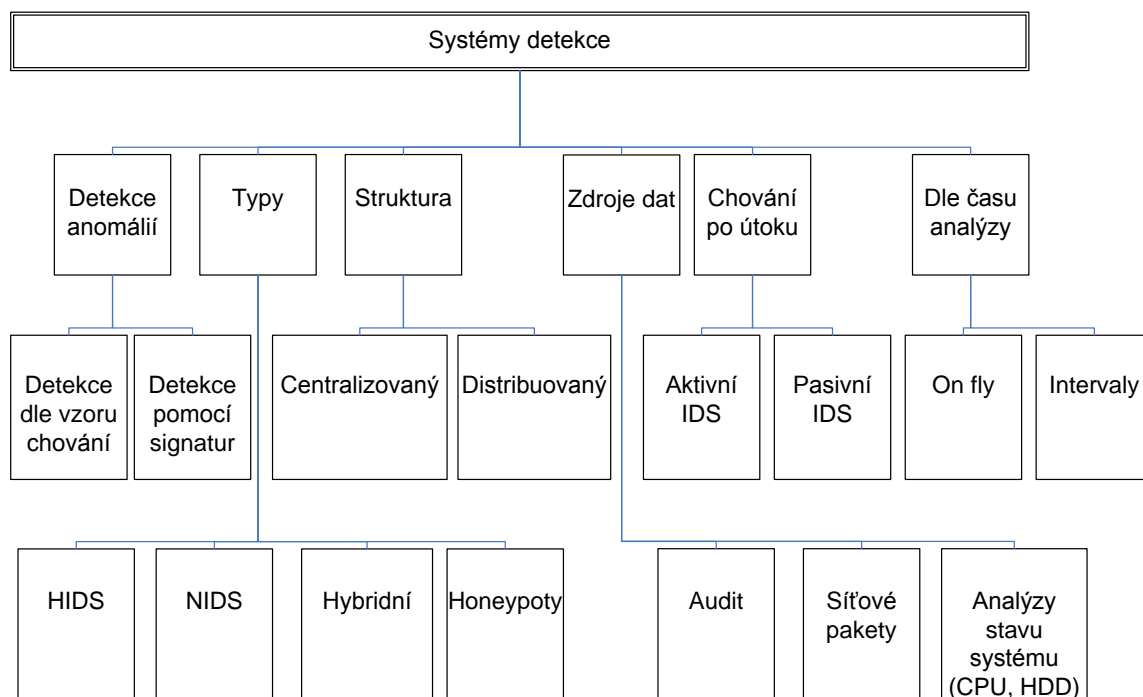 Systémy detekce
Detekce
anomálií
Typy
Struktura
Zdroje dat
Chování
po útoku
Dle času
analýzy
Detekce
dle vzoru
chování
Detekce
pomocí
signatur
Centralizovaný
Distribuovaný
Aktivní
IDS
Pasivní
IDS
On fly
Intervaly
HIDS
NIDS
Hybridní
Honeypoty
Audit
Síťové
pakety
Analýzy
stavu
systému
(CPU, HDD)